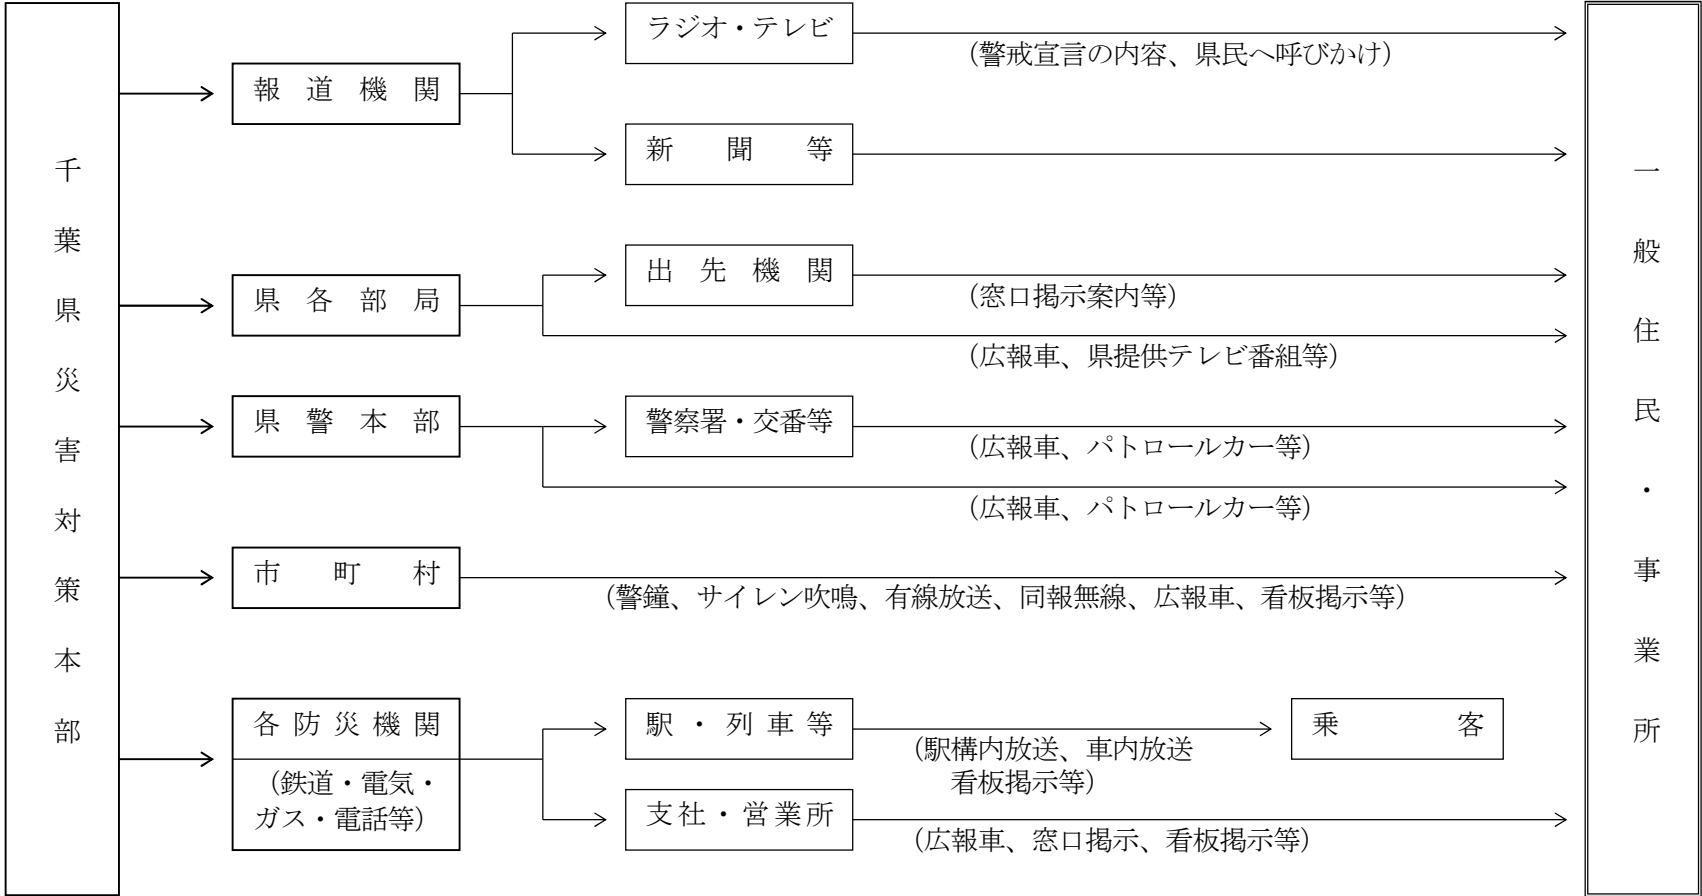 千葉県災害対策本部
報道機関
ラジオ・テレビ
(警戒宣言の内容、県民へ呼びかけ)
新聞等
県各部局
出先機関
(窓口掲示案内等)
(広報車、県提供テレビ番組等)
県警本部
警察署・交番等
(広報車、パトロールカー等)
(広報車、パトロールカー等)
市町村
(警鐘、サイレン吹鳴、有線放送、同報無線、広報車、看板掲示等)
各防災機関
(鉄道・電気・
ガス・電話等)
駅・列車等
(駅構内放送、車内放送
看板掲示等)
乗客
支社・営業所
(広報車、窓口掲示、看板掲示等)
一般住民・事業所